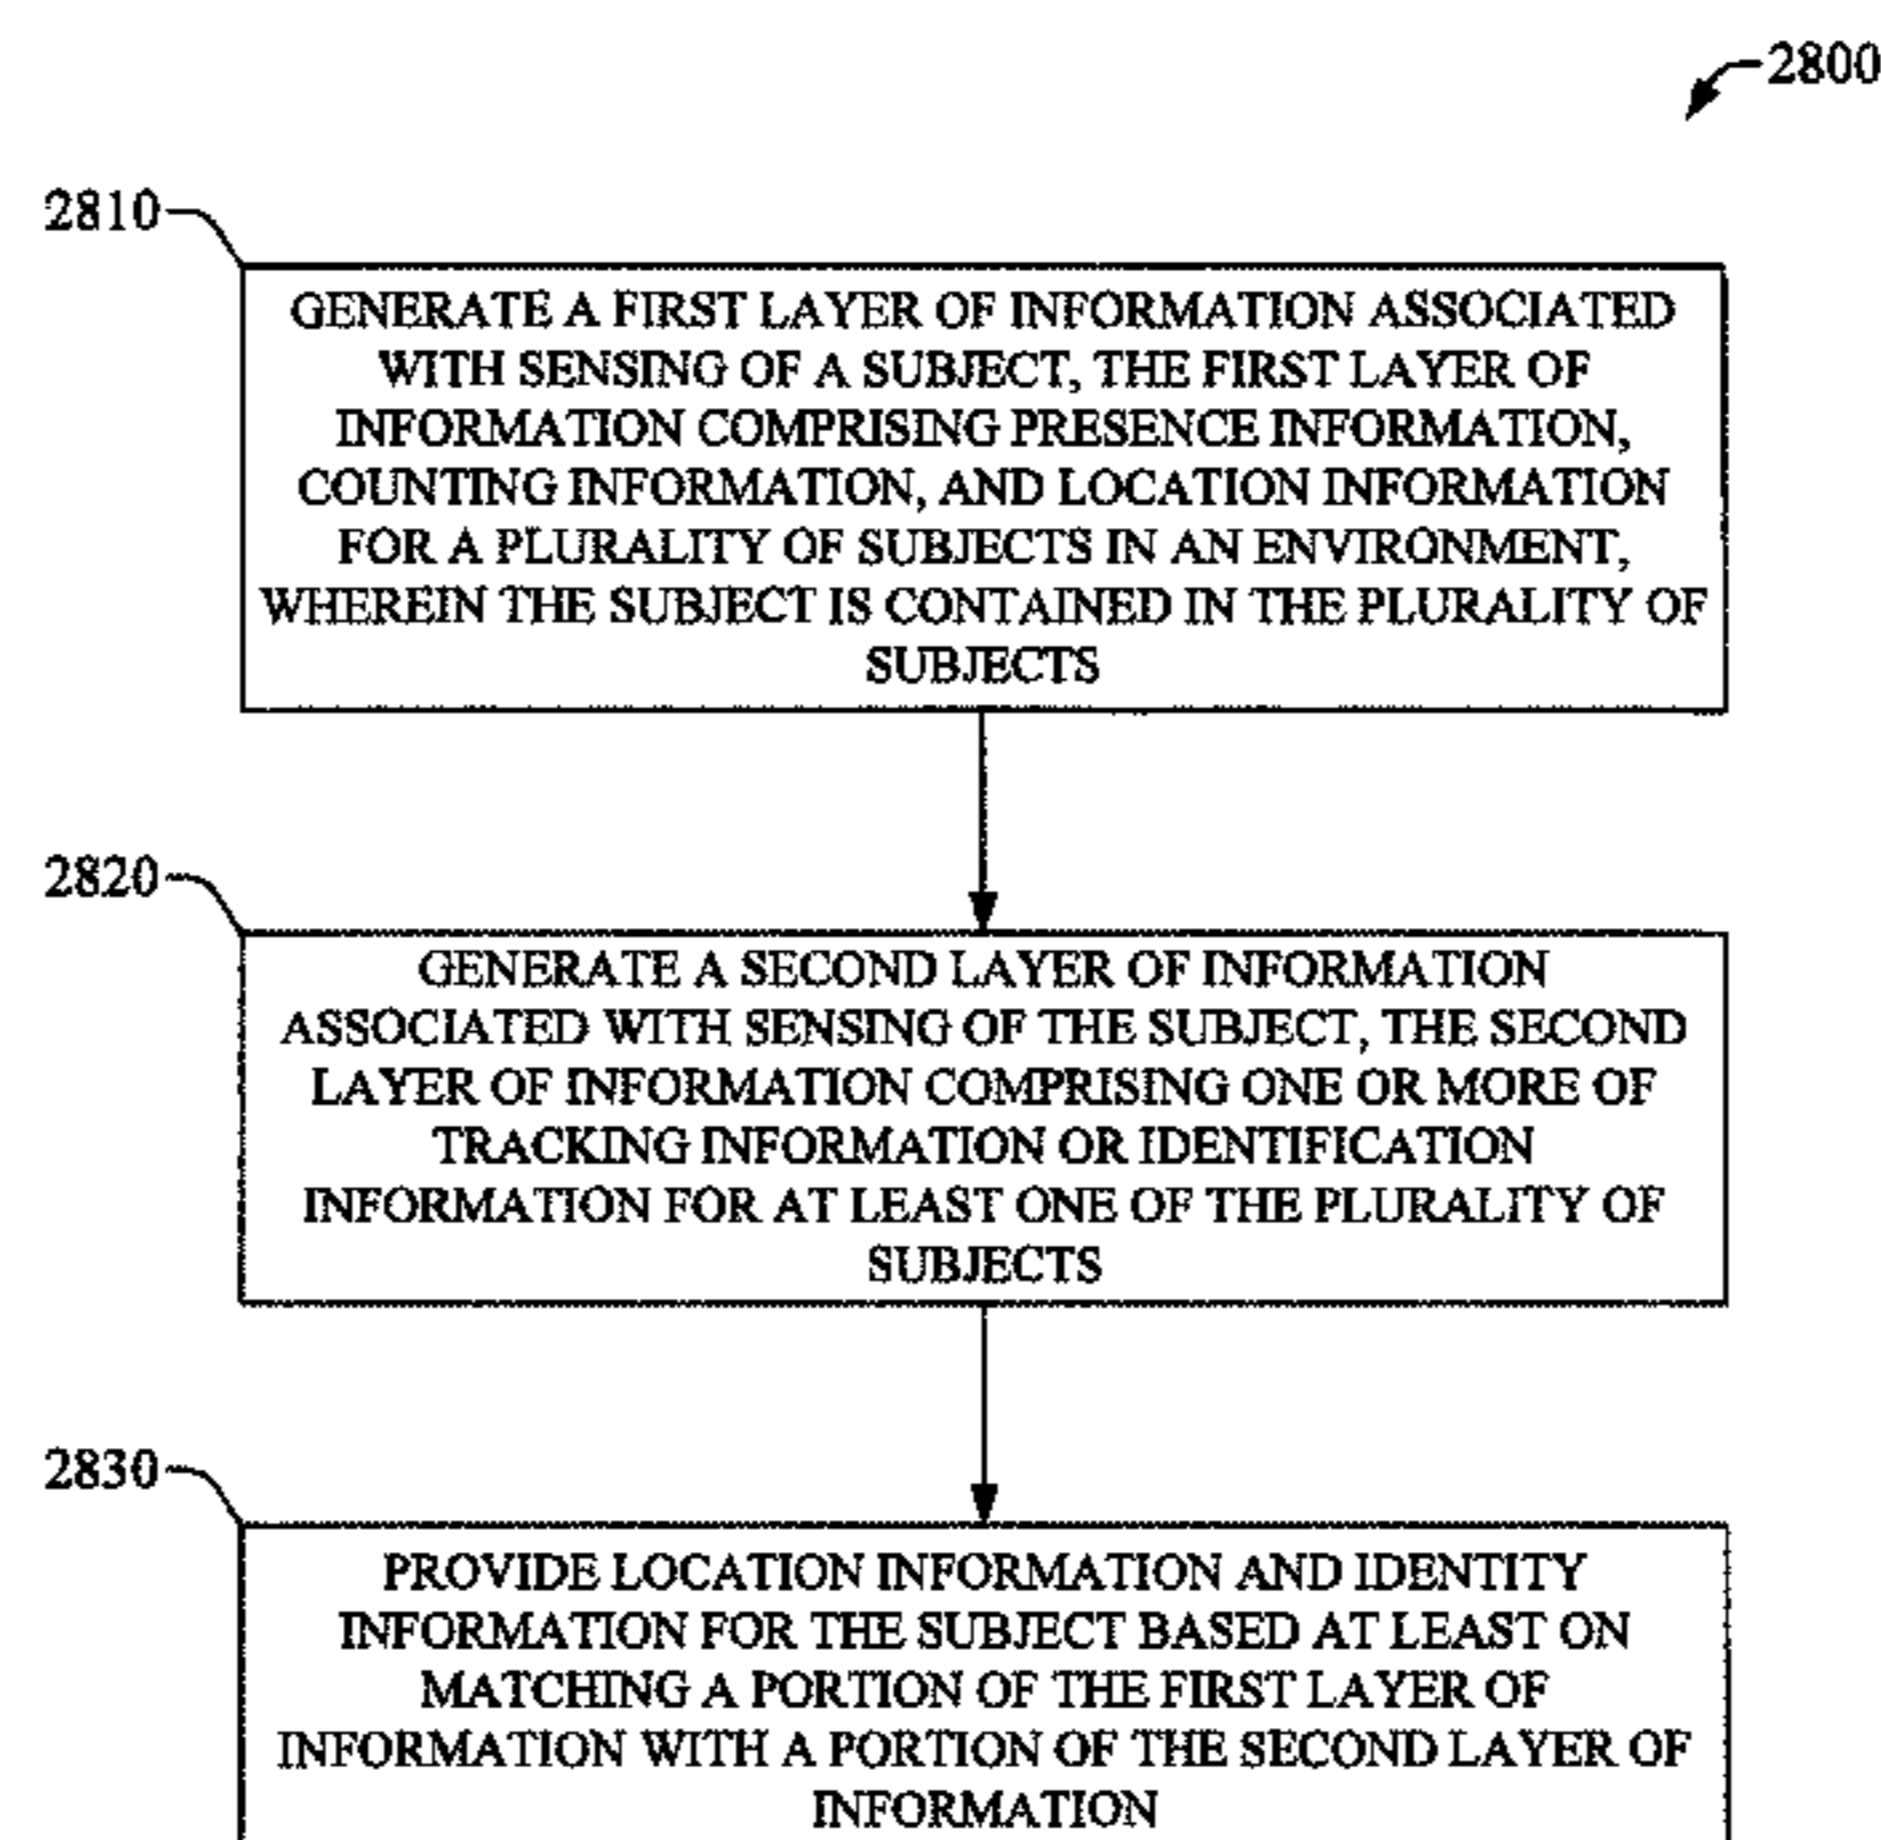 2800
2810
GENERATE A FIRST LAYER OF INFORMATION ASSOCIATED
WITH SENSING OF A SUBJECT, THE FIRST LAYER OF
INFORMATION COMPRISING PRESENCE INFORMATION,
COUNTING INFORMATION, AND LOCATION INFORMATION
FOR A PLURALITY OF SUBJECTS IN AN ENVIRONMENT,
WHEREIN THE SUBJECT IS CONTAINED IN THE PLURALITY OF
SUBJECTS
2820
GENERATE A SECOND LAYER OF INFORMATION
ASSOCIATED WITH SENSING OF THE SUBJECT, THE SECOND
LAYER OF INFORMATION COMPRISING ONE OR MORE OF
TRACKING INFORMATION OR IDENTIFICATION
INFORMATION FOR AT LEAST ONE OF THE PLURALITY OF
SUBJECTS
2830
PROVIDE LOCATION INFORMATION AND IDENTITY
INFORMATION FOR THE SUBJECT BASED AT LEAST ON
MATCHING A PORTION OF THE FIRST LAYER OF
INFORMATION WITH A PORTION OF THE SECOND LAYER OF
INFORMATION